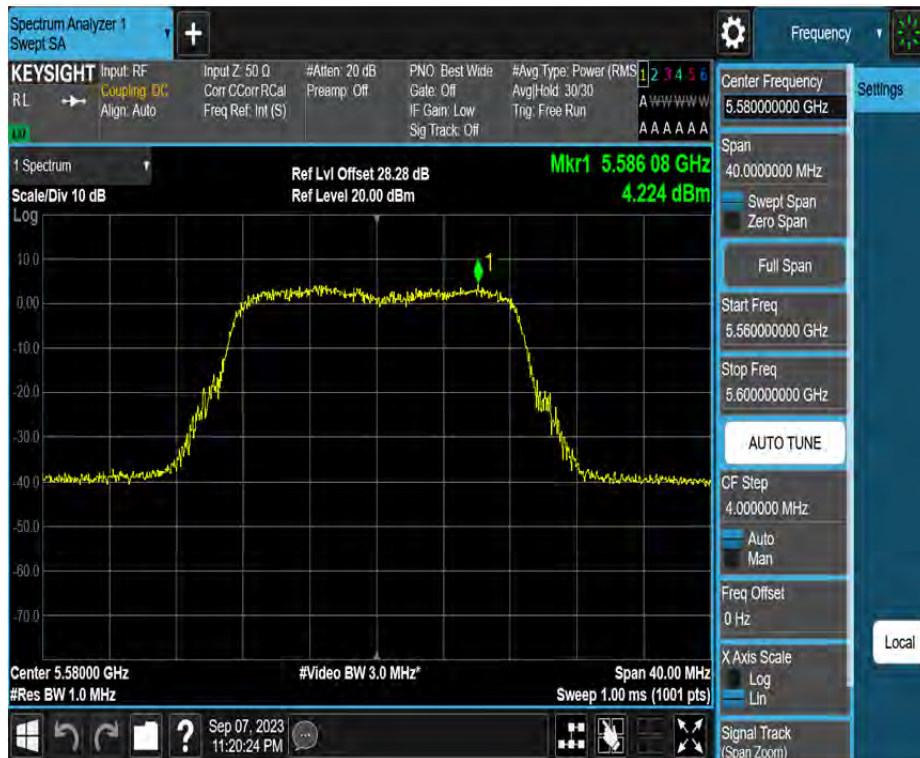 Spectrum Analyzer 1
Swept SA
+
Frequency
KEYSIGHT
RL
Input: RF
Coupling: DC
Align: Auto
Input Z: 50 Ω
Corr CCorr RCal
Freq Ref: Int (S)
#Atten: 20 dB
Preamp: Off
PNO: Best Wide
Gate: Off
IF Gain: Low
Sig Track: Off
#Avg Type: Power (RMS
Avg|Hold: 30/30
Trig: Free Run
1 2 3 4 5 6
A W W W W W
A A A A A A
Center Frequency
5.580000000 GHz
Settings
Span
40.0000000 MHz
Swept Span
Zero Span
Full Span
Start Freq
5.560000000 GHz
Stop Freq
5.600000000 GHz
AUTO TUNE
CF Step
4.000000 MHz
Auto
Man
Freq Offset
0 Hz
X Axis Scale
Log
Lin
Signal Track
(Span Zoom)
Local
1 Spectrum
Scale/Div 10 dB
Ref Lvl Offset 28.28 dB
Ref Level 20.00 dBm
Mkr1 5.586 08 GHz
4.224 dBm
Log
10.0
0.00
-10.0
-20.0
-30.0
-40.0
-50.0
-60.0
-70.0
1
Center 5.58000 GHz
#Res BW 1.0 MHz
#Video BW 3.0 MHz*
Span 40.00 MHz
Sweep 1.00 ms (1001 pts)
?
Sep 07, 2023
11:20:24 PM